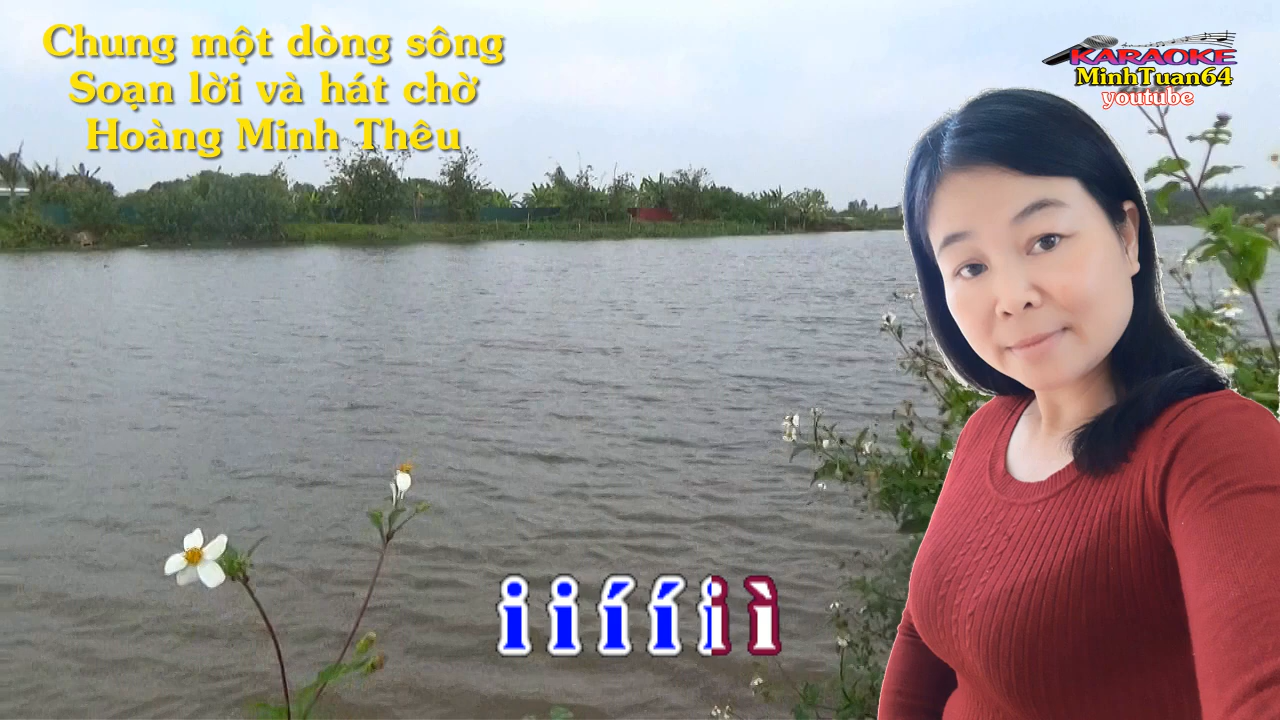 Chung một dòng sông
Soạn lời và hát chờ
Hoàng Minh Thêu
KARAOKE
MinhTuan64
youtube
i i í í i ì